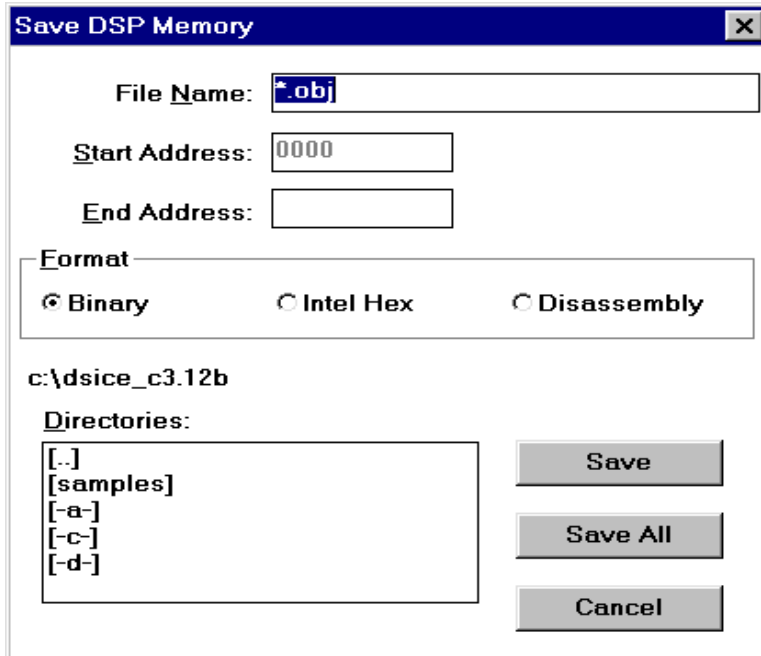 Save DSP Memory
File Name: *.obj
Start Address: 0000
End Address:
Format
Binary Intel Hex Disassembly
c:\dsice_c3.12b
Directories:
[..]
[samples]
[-a-]
[-c-]
[-d-]
Save
Save All
Cancel